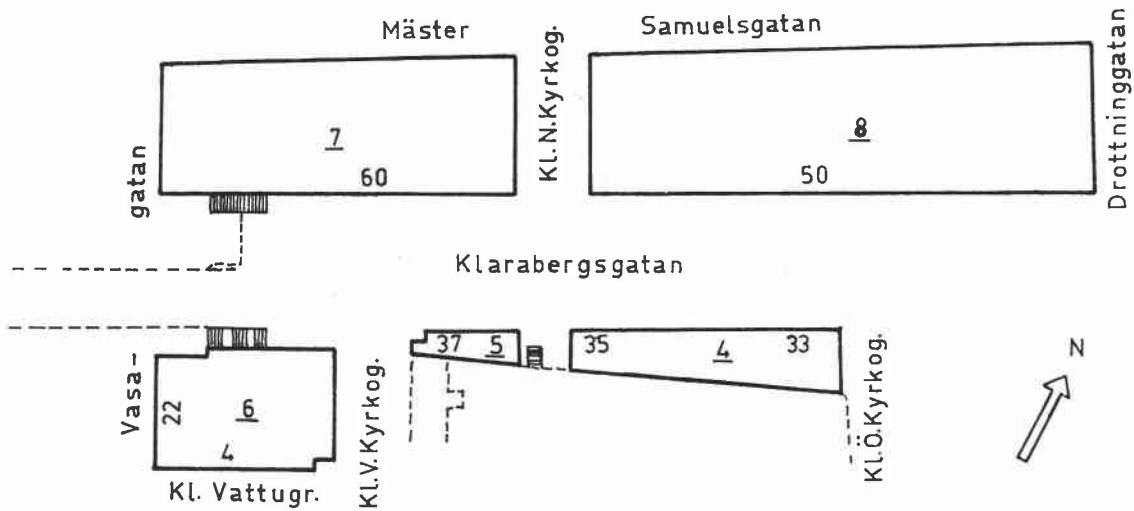 Mäster
Samuelsgatan
Kl.N.Kyrkog.
Drottninggatan
7
60
8
50
gatan
Klarabergsgatan
Vasa-
22
6
4
Kl. Vattugr.
Kl.V.Kyrkog.
37
5
35
4
33
Kl.Ö.Kyrkog.
N